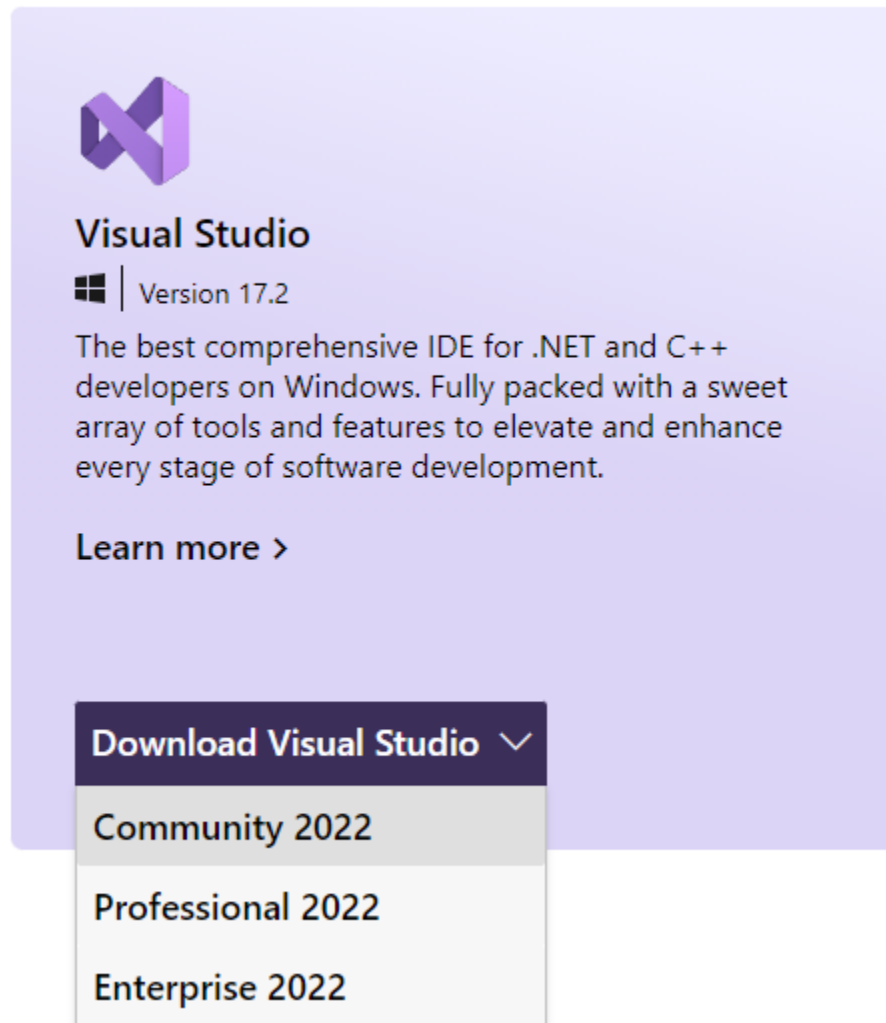 Visual Studio
Version 17.2
The best comprehensive IDE for .NET and C++
developers on Windows. Fully packed with a sweet
array of tools and features to elevate and enhance
every stage of software development.
Learn more >
Download Visual Studio
Community 2022
Professional 2022
Enterprise 2022